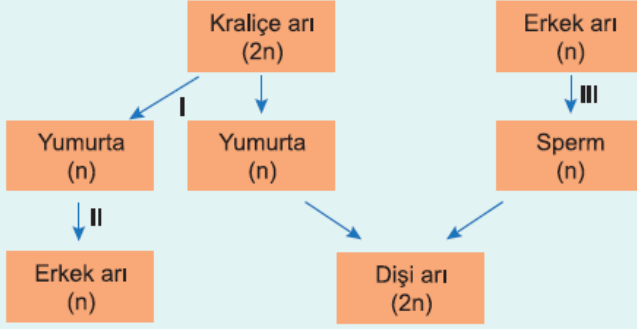 Kraliçe arı
(2n)
Erkek arı
(n)
I
III
Yumurta
(n)
Yumurta
(n)
Sperm
(n)
II
Erkek arı
(n)
Dişi arı
(2n)